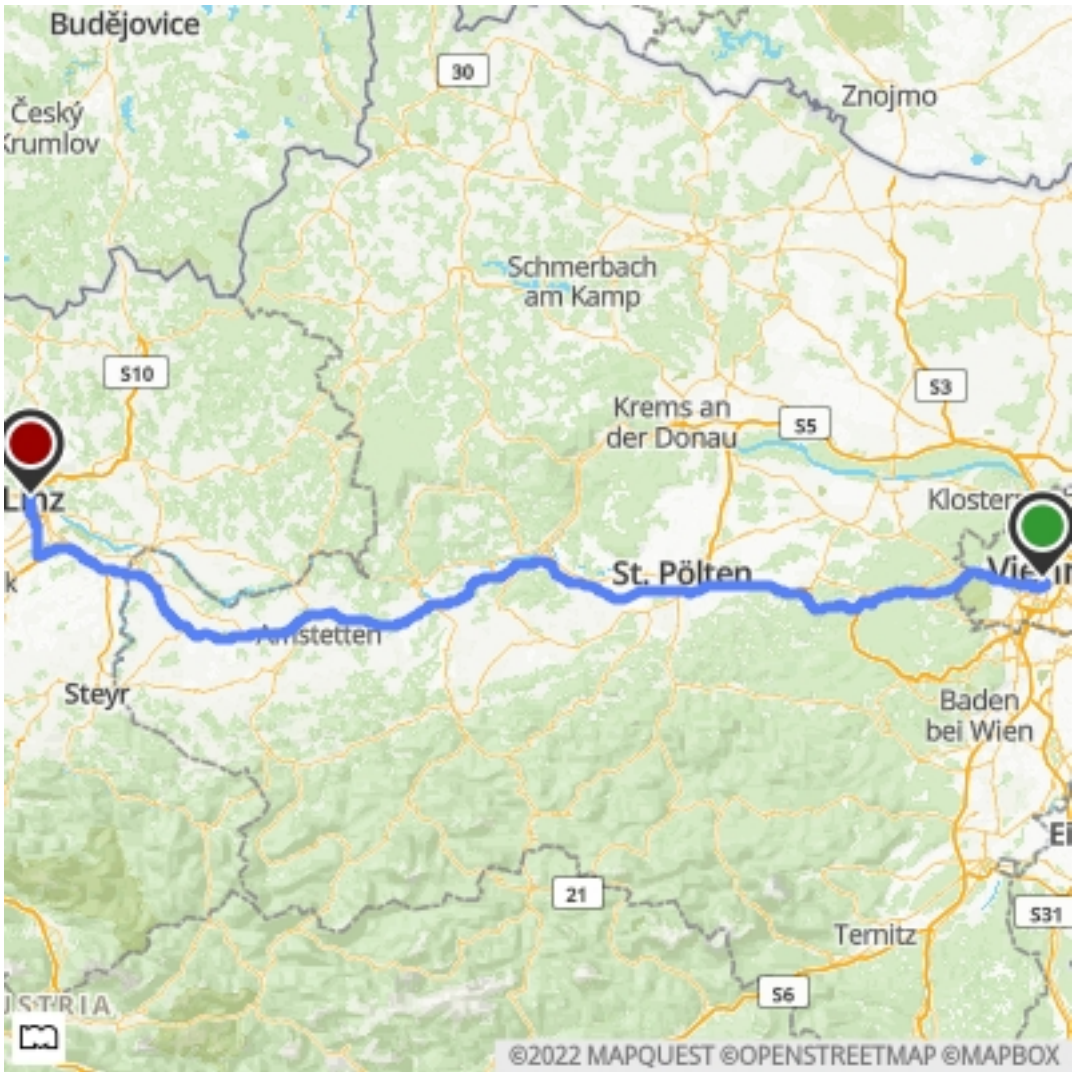 Budějovice
30
Znojmo
Český
Krumlov
Schmerbach
am Kamp
S10
S3
Krems an
der Donau
S5
Linz
St. Pölten
Amstetten
Steyr
Baden
bei Wien
21
S31
Ternitz
S6
©2022 MAPQUEST ©OPENSTREETMAP ©MAPBOX